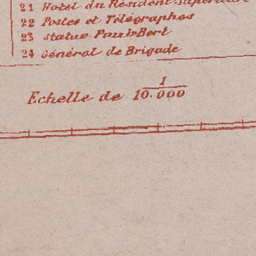 21 Hotel du Résident Supérieur
22 Postes et Télégraphes
23 Statue Paul Bert
24 Général de Brigade
Echelle de 1/10.000